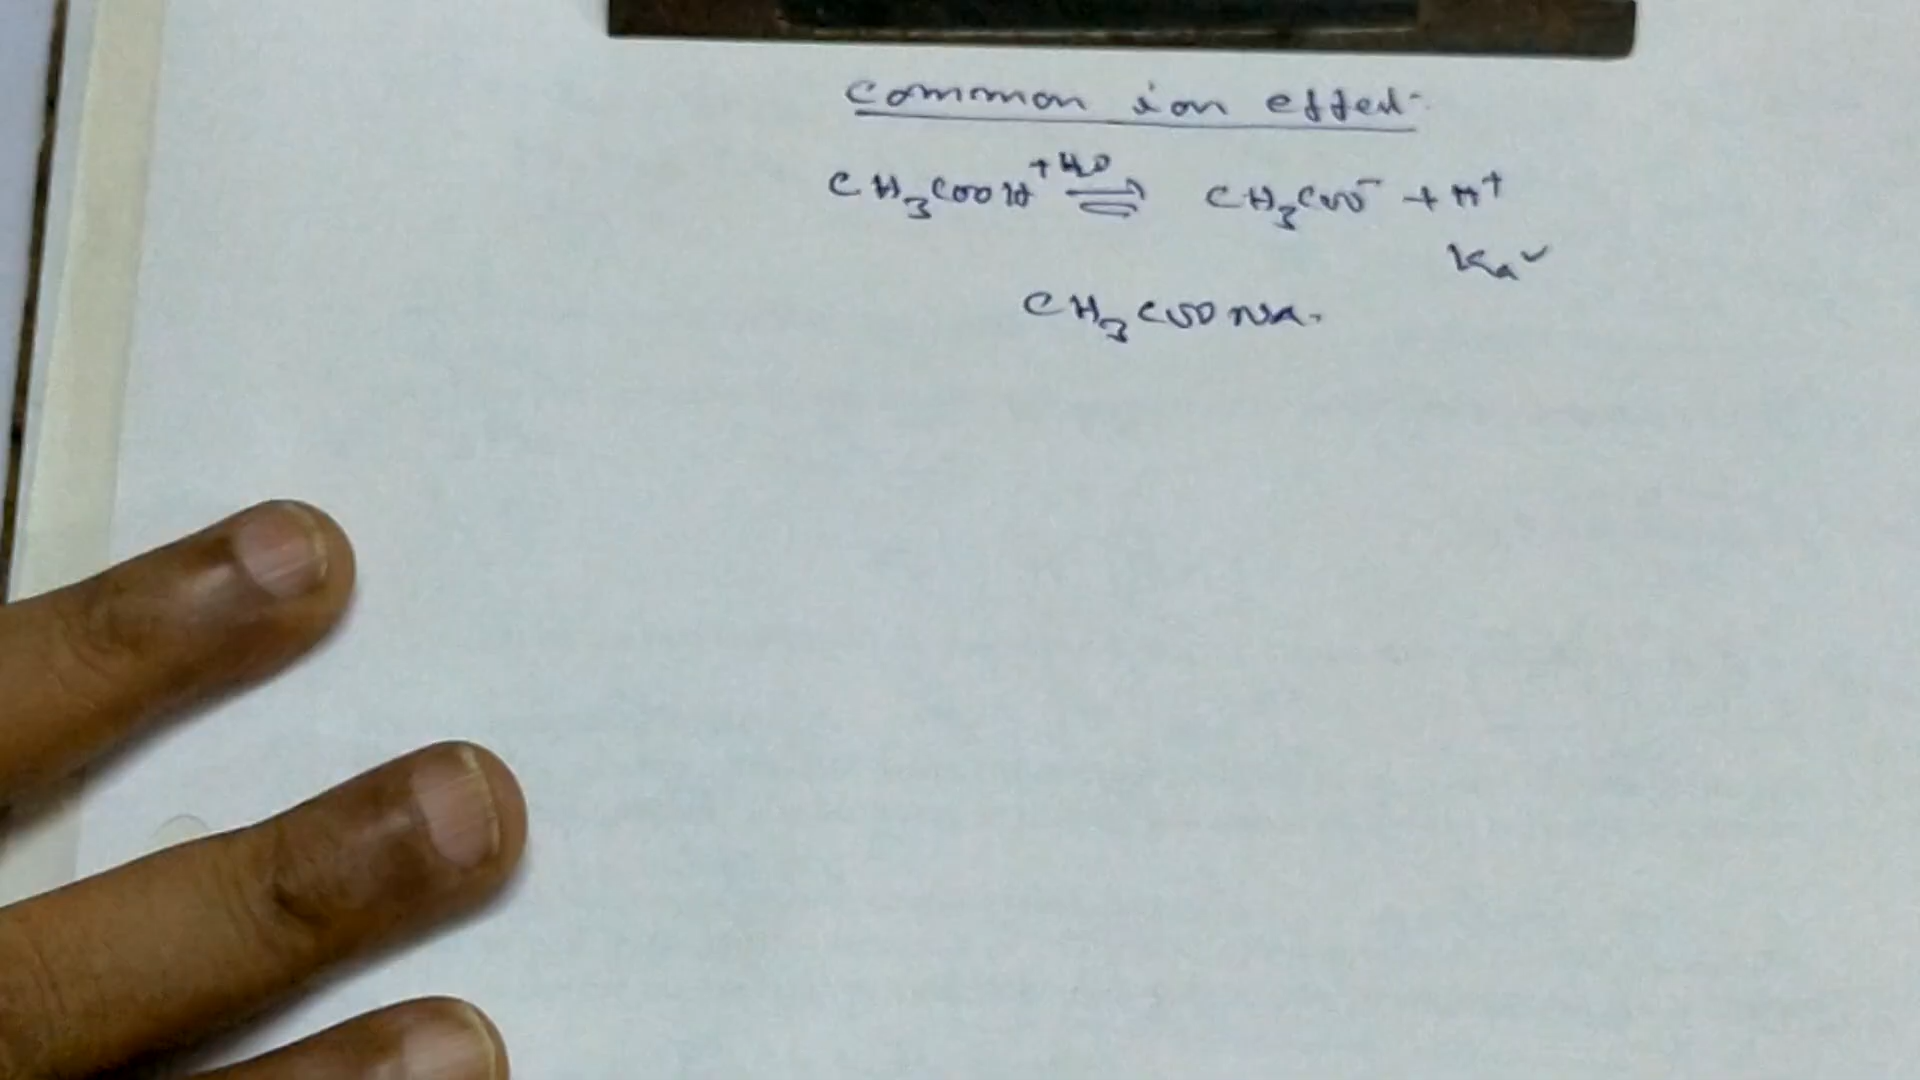 Common ion effect.
CH₃COOH +H₂O ⇌ CH₃COO⁻ + H⁺
Ka ✓
CH₃COONa.